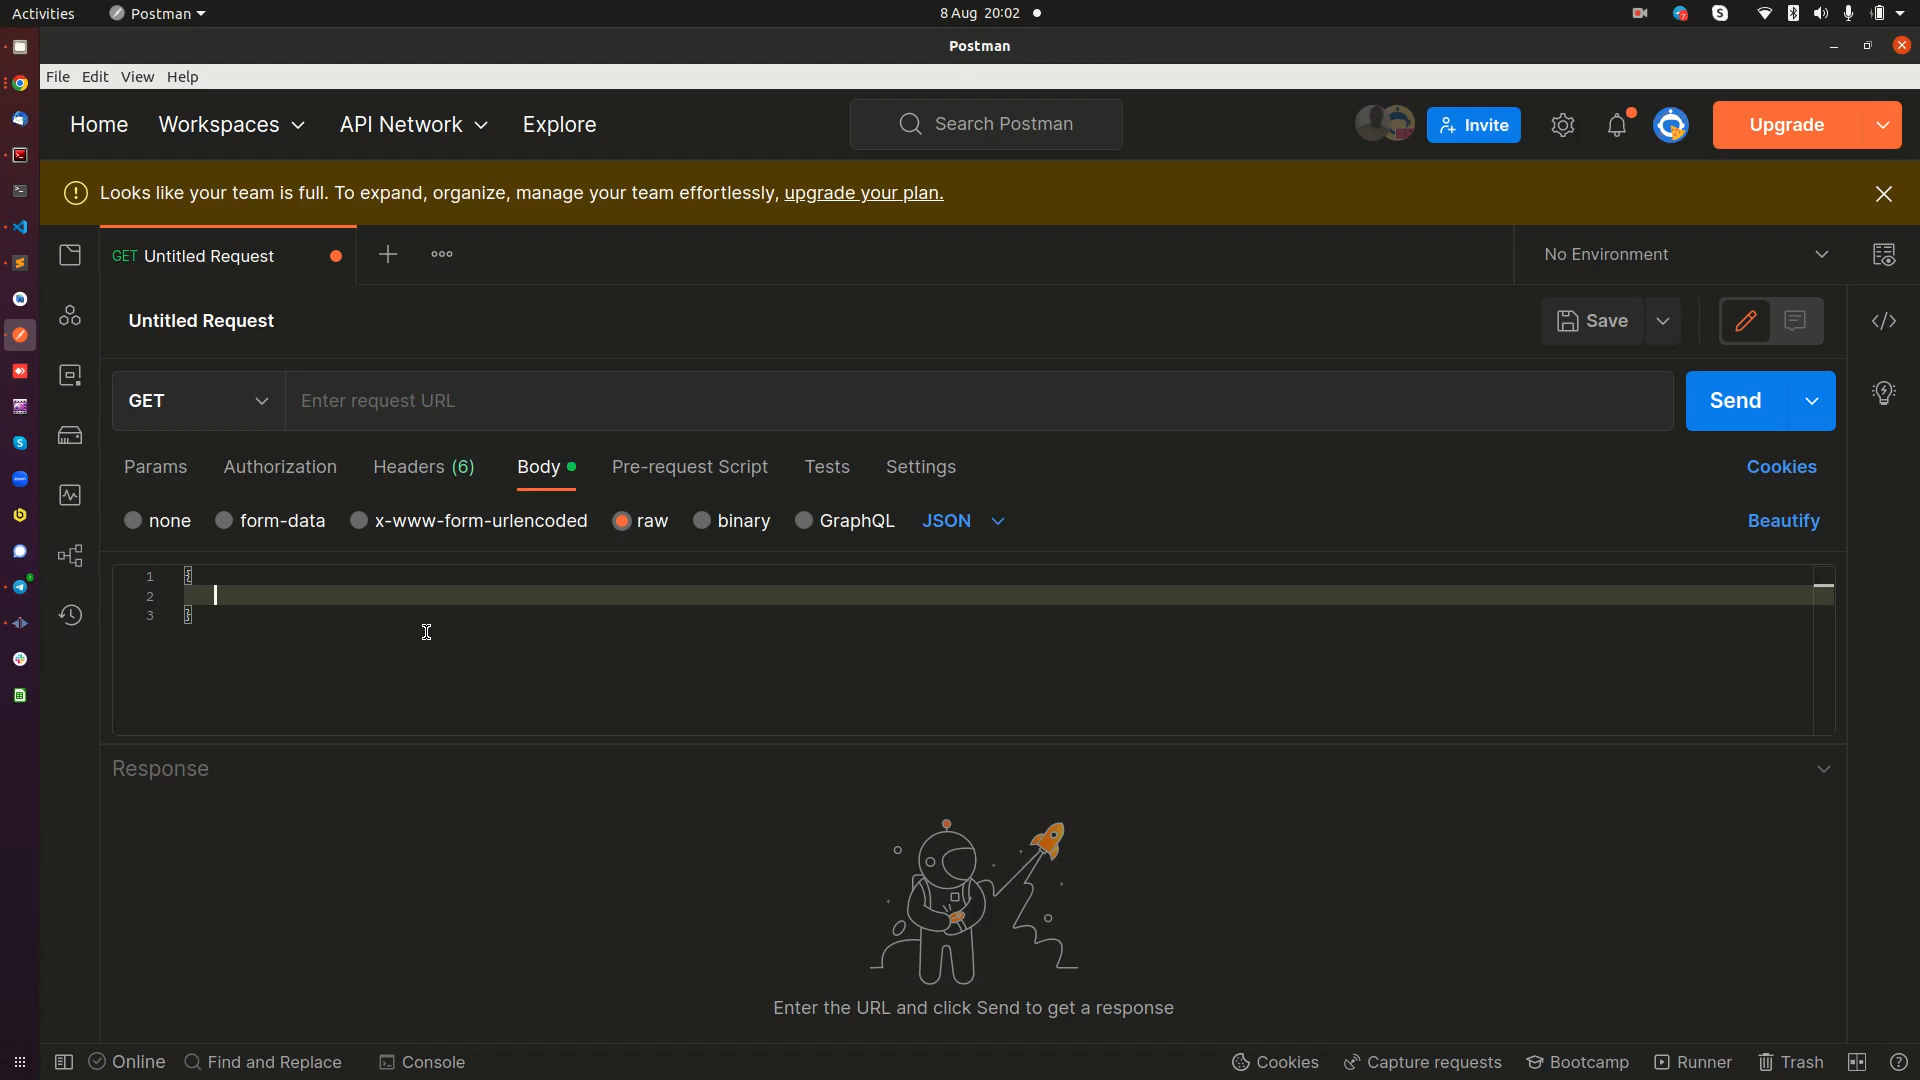 Activities Postman 8 Aug 20:02
Postman
File Edit View Help
Home Workspaces API Network Explore Search Postman Invite Upgrade
Looks like your team is full. To expand, organize, manage your team effortlessly, upgrade your plan.
GET Untitled Request No Environment
Untitled Request Save
GET Enter request URL Send
Params Authorization Headers (6) Body Pre-request Script Tests Settings Cookies
none form-data x-www-form-urlencoded raw binary GraphQL JSON Beautify
1 {
2
3 }
Response
Enter the URL and click Send to get a response
Online Find and Replace Console Cookies Capture requests Bootcamp Runner Trash